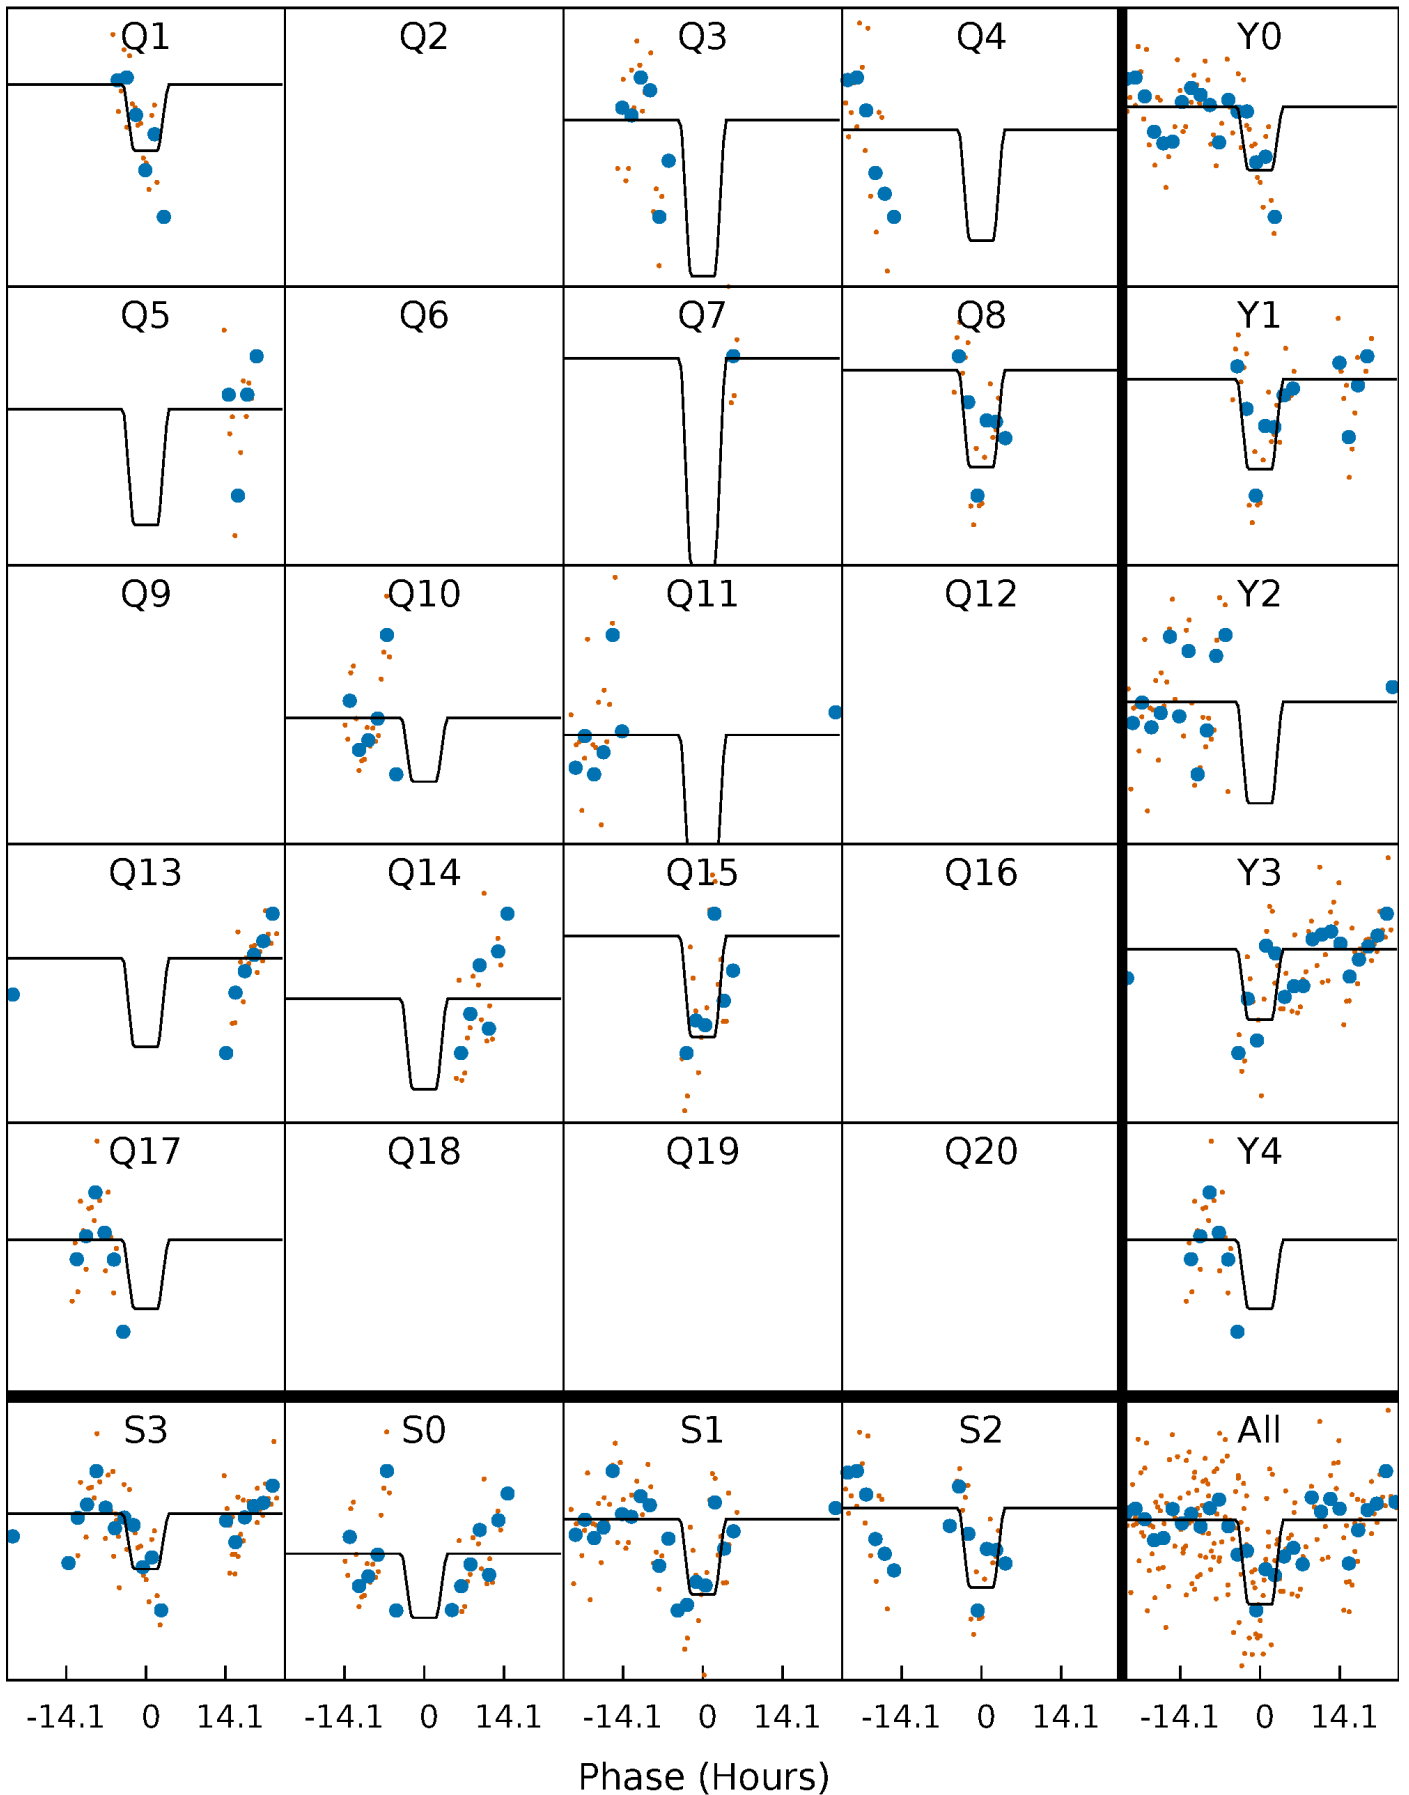 Q1 Q2 Q3 Q4 Y0
Q5 Q6 Q7 Q8 Y1
Q9 Q10 Q11 Q12 Y2
Q13 Q14 Q15 Q16 Y3
Q17 Q18 Q19 Q20 Y4
S3 S0 S1 S2 All
-14.1 0 14.1 -14.1 0 14.1 -14.1 0 14.1 -14.1 0 14.1 -14.1 0 14.1
Phase (Hours)